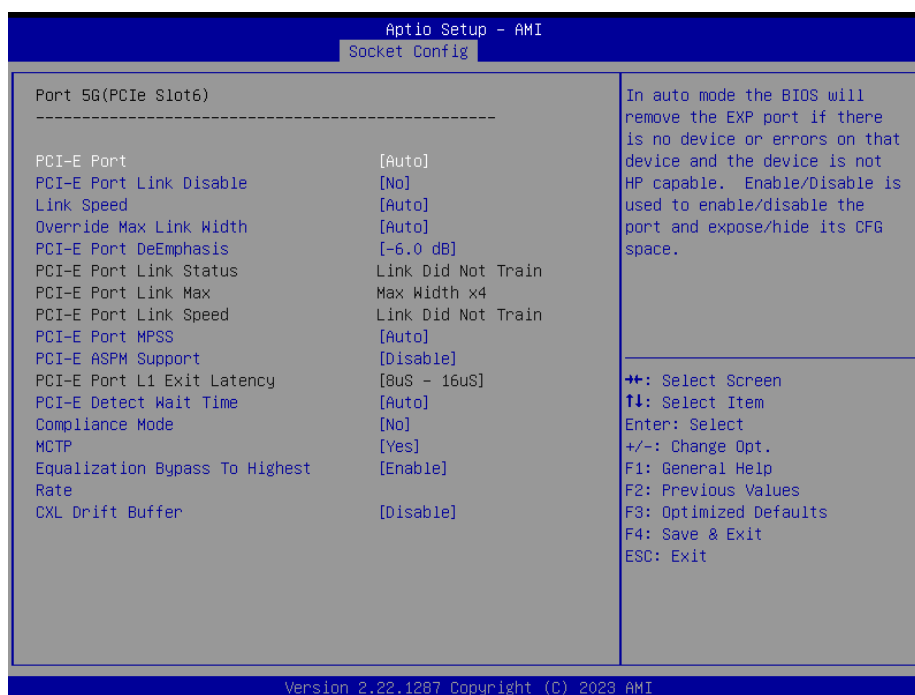 Aptio Setup - AMI
Socket Config
Port 5G(PCIe Slot6)
--------------------------------------------------
PCI-E Port [Auto]
PCI-E Port Link Disable [No]
Link Speed [Auto]
Override Max Link Width [Auto]
PCI-E Port DeEmphasis [-6.0 dB]
PCI-E Port Link Status Link Did Not Train
PCI-E Port Link Max Max Width x4
PCI-E Port Link Speed Link Did Not Train
PCI-E Port MPSS [Auto]
PCI-E ASPM Support [Disable]
PCI-E Port L1 Exit Latency [8uS - 16uS]
PCI-E Detect Wait Time [Auto]
Compliance Mode [No]
MCTP [Yes]
Equalization Bypass To Highest [Enable]
Rate
CXL Drift Buffer [Disable]
In auto mode the BIOS will
remove the EXP port if there
is no device or errors on that
device and the device is not
HP capable. Enable/Disable is
used to enable/disable the
port and expose/hide its CFG
space.
→←: Select Screen
↑↓: Select Item
Enter: Select
+/-: Change Opt.
F1: General Help
F2: Previous Values
F3: Optimized Defaults
F4: Save & Exit
ESC: Exit
Version 2.22.1287 Copyright (C) 2023 AMI